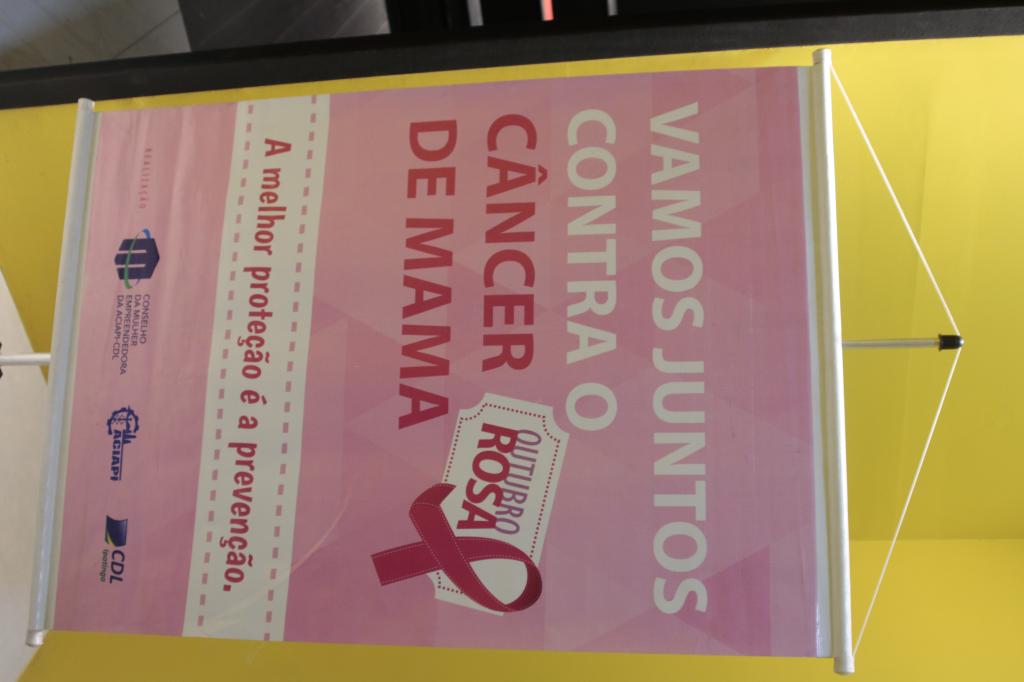 VAMOS JUNTOS
CONTRA O
CÂNCER
DE MAMA
OUTUBRO
ROSA
A melhor proteção é a prevenção.
REALIZAÇÃO
CONSELHO
DA MULHER
EMPREENDEDORA
DA ACIAPI-CDL
ACIAPI
CDL
Ipatinga